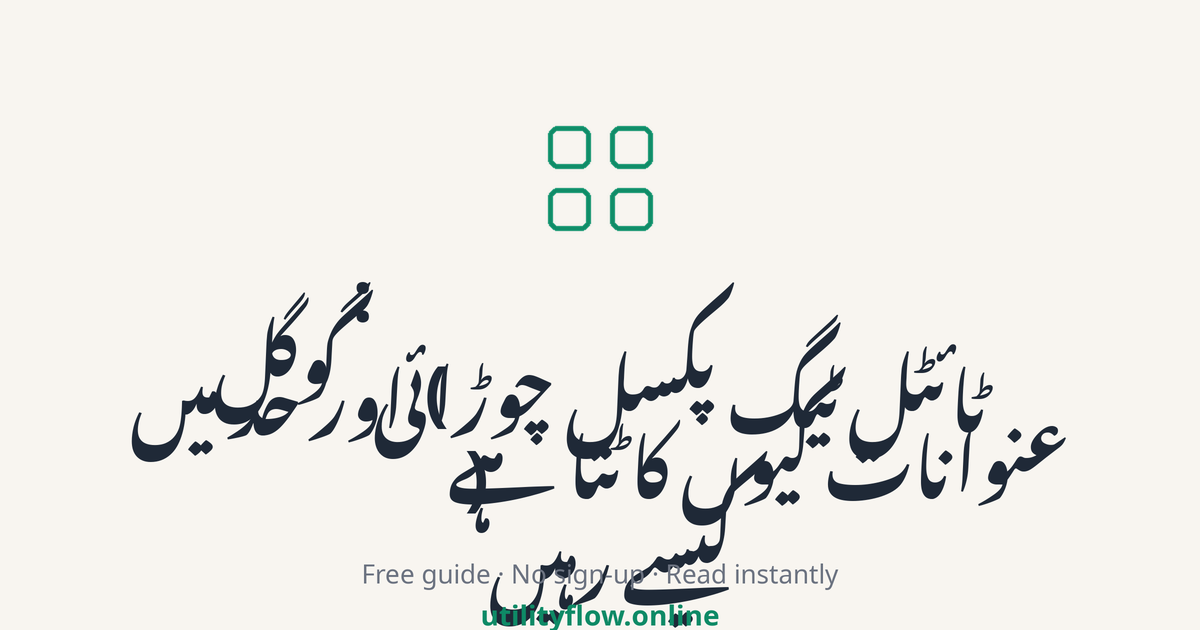 ٹائٹل ٹیگ پکسل چوڑائی: گوگل
عنوانات کیوں کاٹتا ہے اور حد میں
کیسے رہیں
Free guide · No sign-up · Read instantly
utilityflow.online